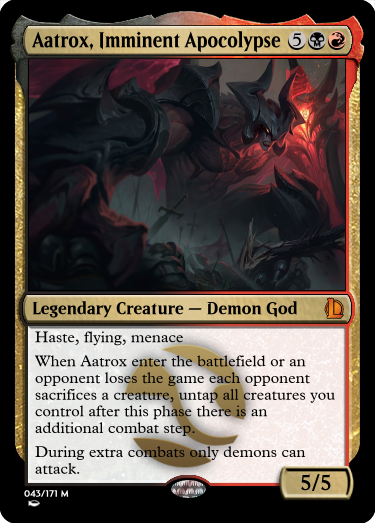 Aatrox, Imminent Apocolypse 5
Legendary Creature — Demon God
Haste, flying, menace
When Aatrox enter the battlefield or an
opponent loses the game each opponent
sacrifices a creature, untap all creatures you
control after this phase there is an
additional combat step.
During extra combats only demons can
attack.
5/5
043/171 M